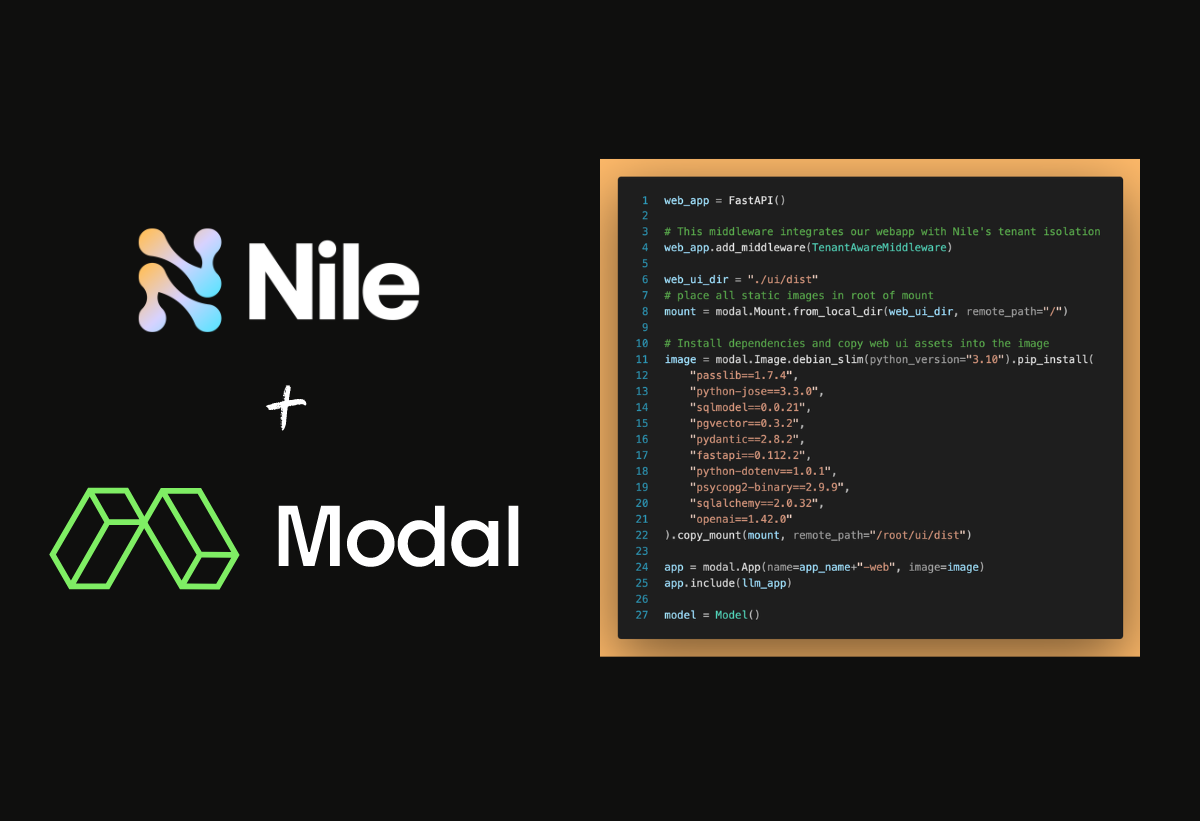 Nile
+
Modal
1 web_app = FastAPI()
2
3 # This middleware integrates our webapp with Nile's tenant isolation
4 web_app.add_middleware(TenantAwareMiddleware)
5
6 web_ui_dir = "./ui/dist"
7 # place all static images in root of mount
8 mount = modal.Mount.from_local_dir(web_ui_dir, remote_path="/")
9
10 # Install dependencies and copy web ui assets into the image
11 image = modal.Image.debian_slim(python_version="3.10").pip_install(
12     "passlib==1.7.4",
13     "python-jose==3.3.0",
14     "sqlmodel==0.0.21",
15     "pgvector==0.3.2",
16     "pydantic==2.8.2",
17     "fastapi==0.112.2",
18     "python-dotenv==1.0.1",
19     "psycopg2-binary==2.9.9",
20     "sqlalchemy==2.0.32",
21     "openai==1.42.0"
22 ).copy_mount(mount, remote_path="/root/ui/dist")
23
24 app = modal.App(name=app_name+"-web", image=image)
25 app.include(llm_app)
26
27 model = Model()